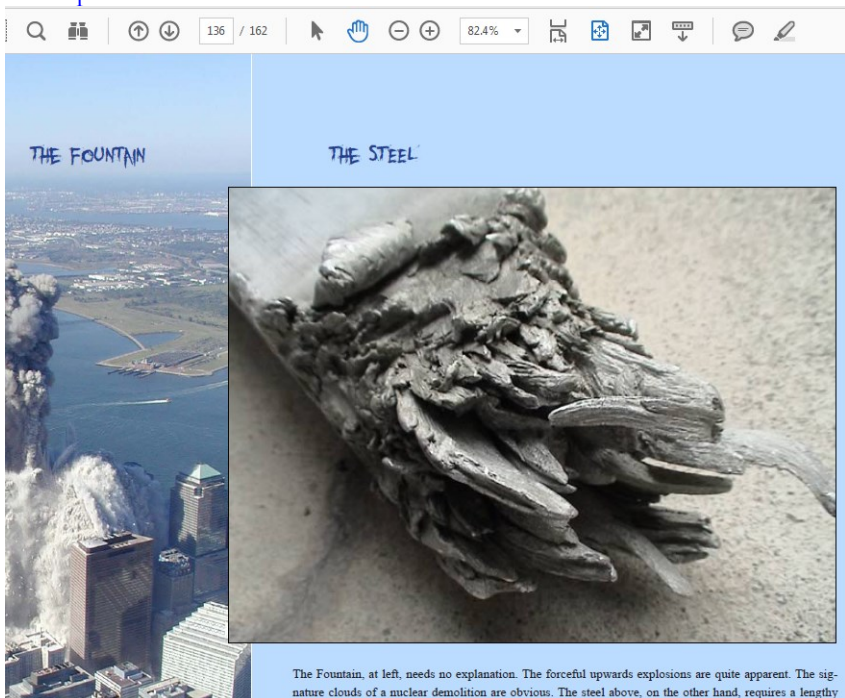 136 / 162
82.4%
THE FOUNTAIN
THE STEEL
The Fountain, at left, needs no explanation. The forceful upwards explosions are quite apparent. The sig-
nature clouds of a nuclear demolition are obvious. The steel above, on the other hand, requires a lengthy